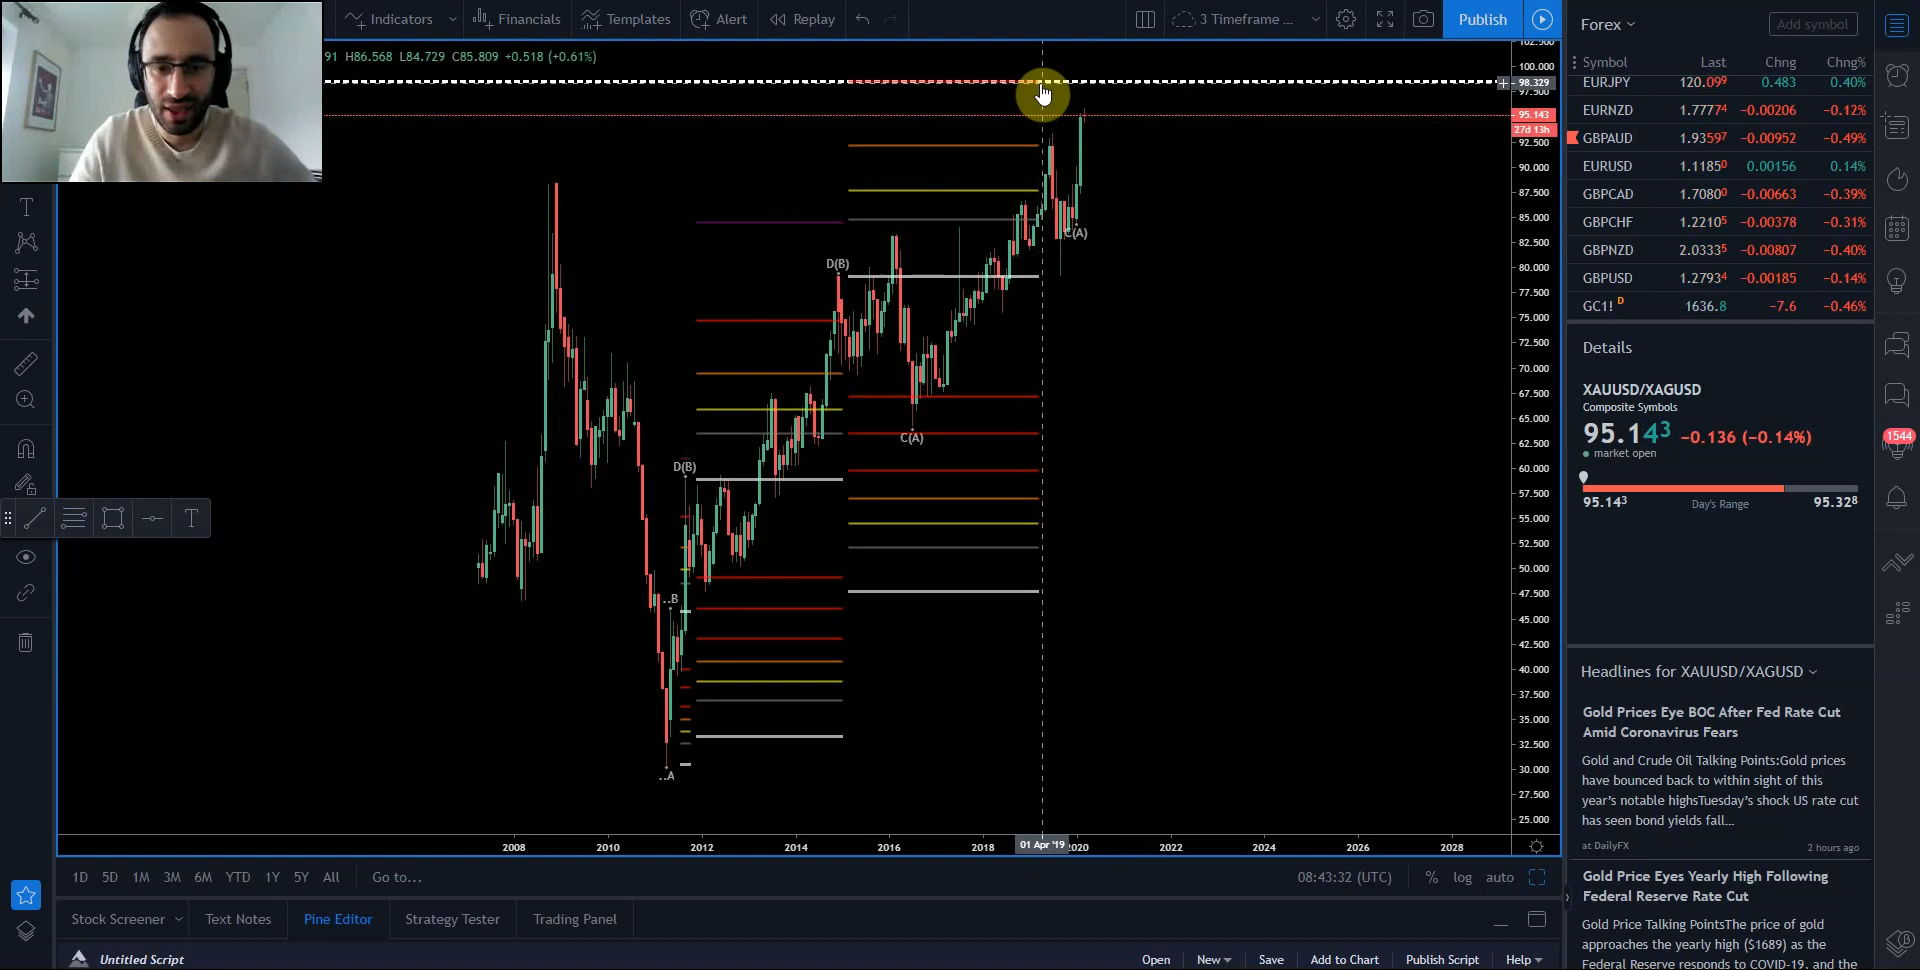 Indicators
Financials
Templates
Alert
Replay
3 Timeframe ...
Publish
Forex
Add symbol
91 H86.568 L84.729 C85.809 +0.518 (+0.61%)
Symbol Last Chng Chng%
EURJPY 120.099 0.483 0.40%
EURNZD 1.77774 −0.00206 −0.12%
GBPAUD 1.93597 −0.00952 −0.49%
EURUSD 1.11850 0.00156 0.14%
GBPCAD 1.70800 −0.00663 −0.39%
GBPCHF 1.22105 −0.00378 −0.31%
GBPNZD 2.03335 −0.00807 −0.40%
GBPUSD 1.27934 −0.00185 −0.14%
GC1! D 1636.8 −7.6 −0.46%
102.500
100.000
98.329
97.500
95.143
27d 13h
92.500
90.000
87.500
85.000
82.500
80.000
77.500
75.000
72.500
70.000
67.500
65.000
62.500
60.000
57.500
55.000
52.500
50.000
47.500
45.000
42.500
40.000
37.500
35.000
32.500
30.000
27.500
25.000
C(A)
D(B)
C(A)
D(B)
..B
..A
T
T
2008 2010 2012 2014 2016 2018 01 Apr '19 2020 2022 2024 2026 2028
Details
XAUUSD/XAGUSD
Composite Symbols
95.143 −0.136 (−0.14%)
market open
95.143 Day's Range 95.328
1544
Headlines for XAUUSD/XAGUSD
Gold Prices Eye BOC After Fed Rate Cut
Amid Coronavirus Fears
Gold and Crude Oil Talking Points:Gold prices
have bounced back to within sight of this
year's notable highsTuesday's shock US rate cut
has seen bond yields fall...
at DailyFX 2 hours ago
Gold Price Eyes Yearly High Following
Federal Reserve Rate Cut
Gold Price Talking PointsThe price of gold
approaches the yearly high ($1689) as the
Federal Reserve responds to COVID-19, and the
1D 5D 1M 3M 6M YTD 1Y 5Y All Go to...
08:43:32 (UTC) % log auto
Stock Screener Text Notes Pine Editor Strategy Tester Trading Panel
Untitled Script
Open New Save Add to Chart Publish Script Help